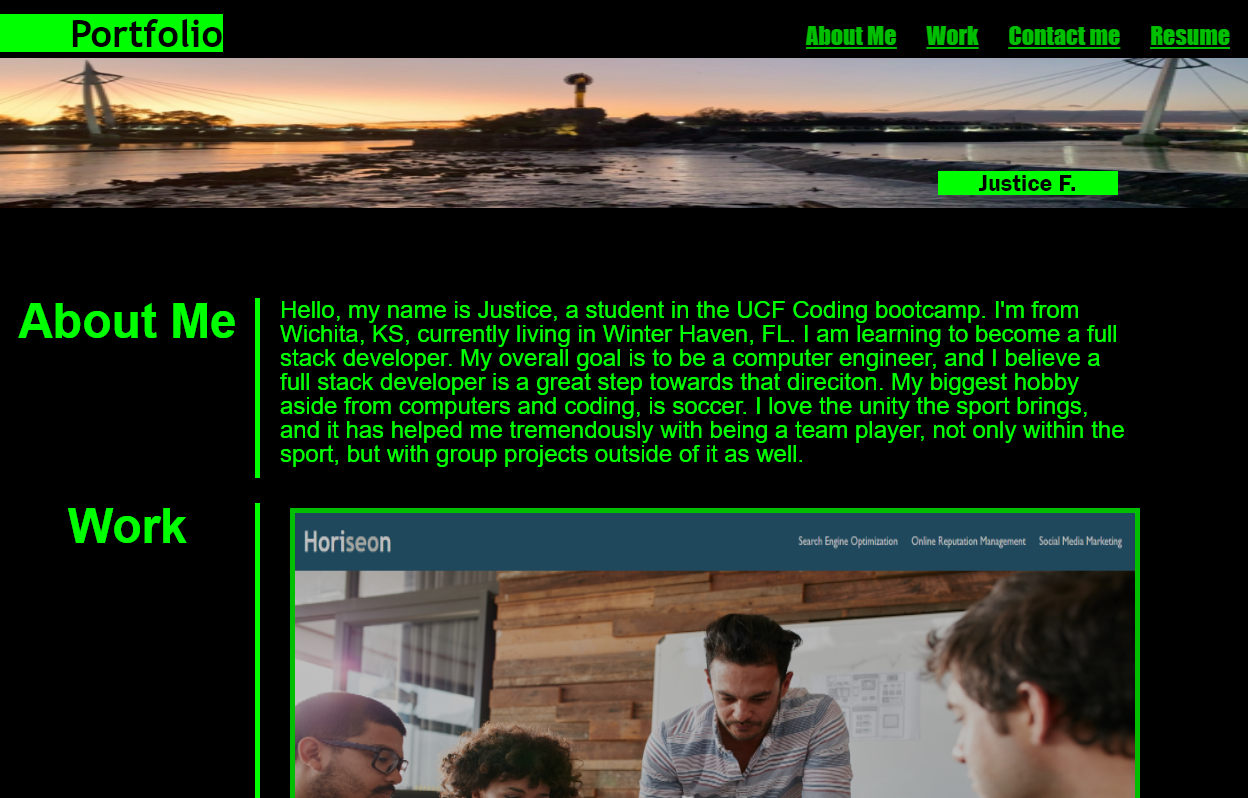 Portfolio
About Me Work Contact me Resume
Justice F.
About Me
Hello, my name is Justice, a student in the UCF Coding bootcamp. I'm from
Wichita, KS, currently living in Winter Haven, FL. I am learning to become a full
stack developer. My overall goal is to be a computer engineer, and I believe a
full stack developer is a great step towards that direciton. My biggest hobby
aside from computers and coding, is soccer. I love the unity the sport brings,
and it has helped me tremendously with being a team player, not only within the
sport, but with group projects outside of it as well.
Work
Horiseon
Search Engine Optimization Online Reputation Management Social Media Marketing